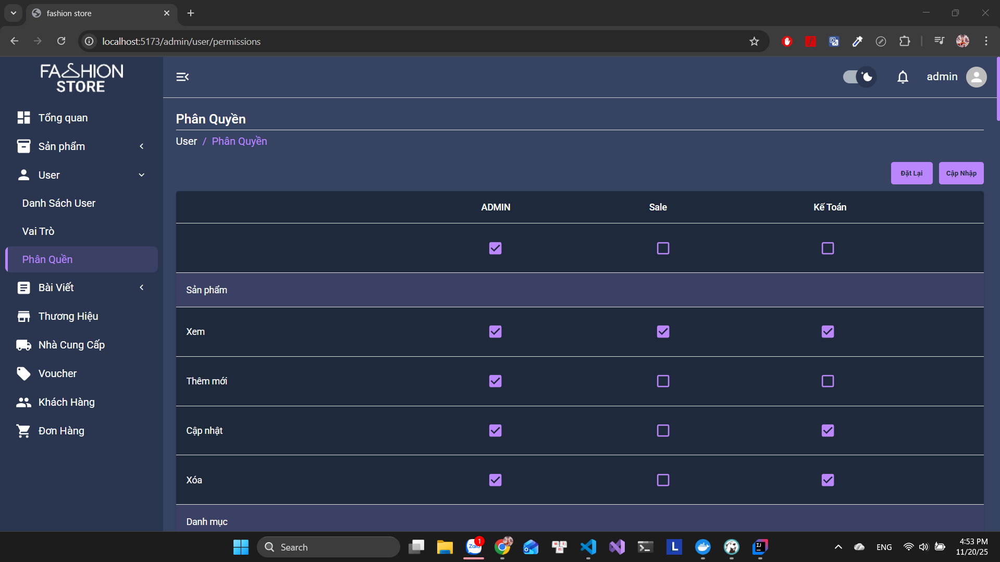 fashion store
localhost:5173/admin/user/permissions
FASHION
STORE
admin
Tổng quan
Sản phẩm
User
Danh Sách User
Vai Trò
Phân Quền
Bài Viết
Thương Hiệu
Nhà Cung Cấp
Voucher
Khách Hàng
Đơn Hàng
Phân Quyền
User / Phân Quyền
Đặt Lại Cập Nhập
ADMIN Sale Kế Toán
Sản phẩm
Xem
Thêm mới
Cập nhật
Xóa
Danh mục
Search
Zalo
1
L
IJ
ENG
4:53 PM
11/20/25